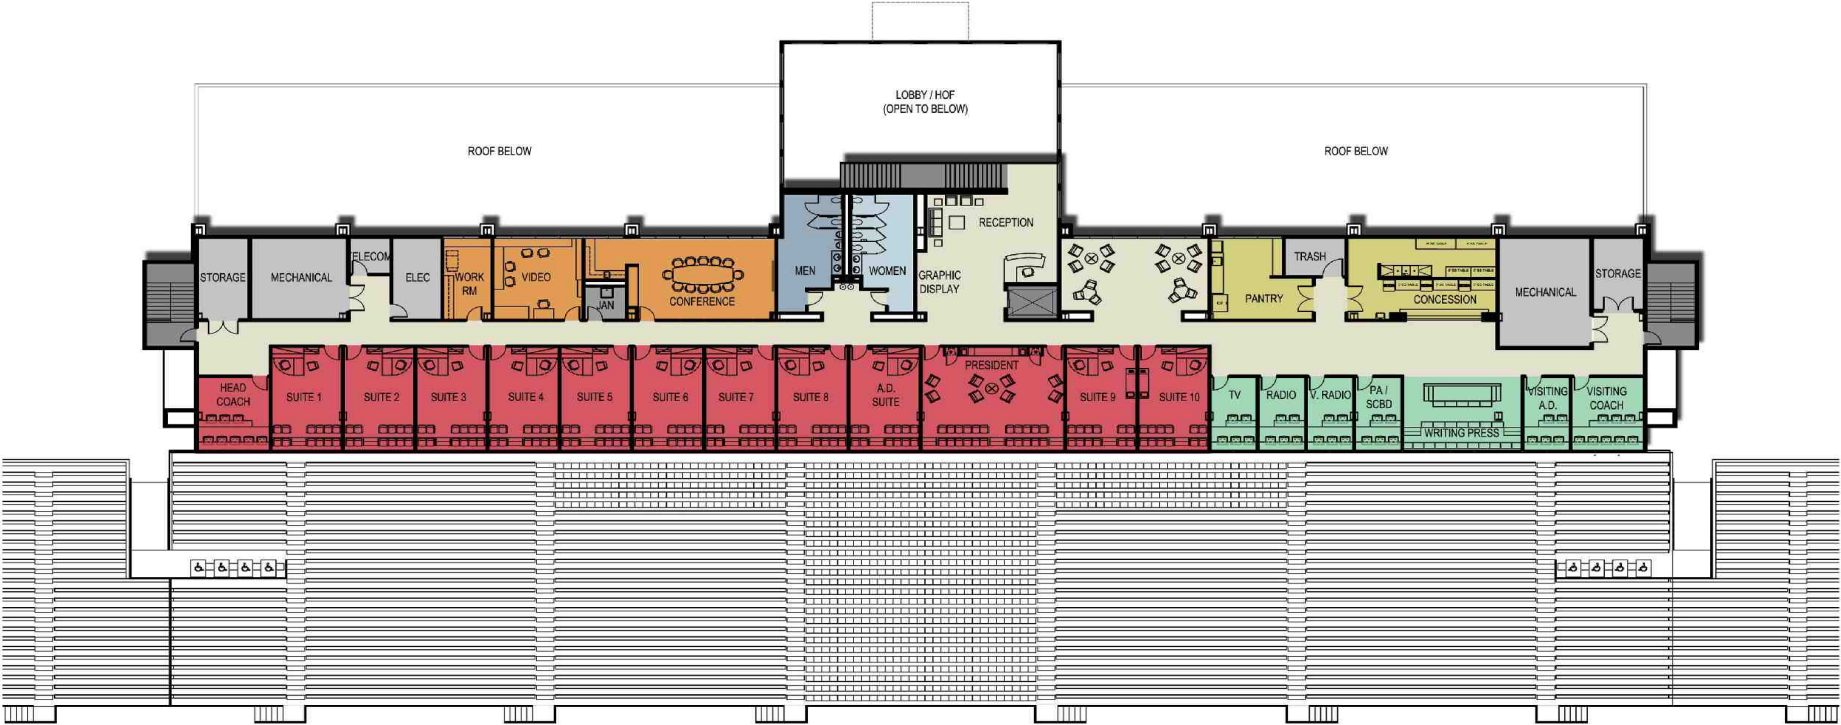 LOBBY / HOF
(OPEN TO BELOW)
ROOF BELOW
ROOF BELOW
RECEPTION
GRAPHIC
DISPLAY
MEN
WOMEN
STORAGE
MECHANICAL
TELECOM
ELEC
WORK
RM
VIDEO
JAN
CONFERENCE
PANTRY
TRASH
CONCESSION
MECHANICAL
STORAGE
HEAD
COACH
SUITE 1
SUITE 2
SUITE 3
SUITE 4
SUITE 5
SUITE 6
SUITE 7
SUITE 8
A.D.
SUITE
PRESIDENT
SUITE 9
SUITE 10
TV
RADIO
V. RADIO
PA /
SCBD
WRITING PRESS
VISITING
A.D.
VISITING
COACH